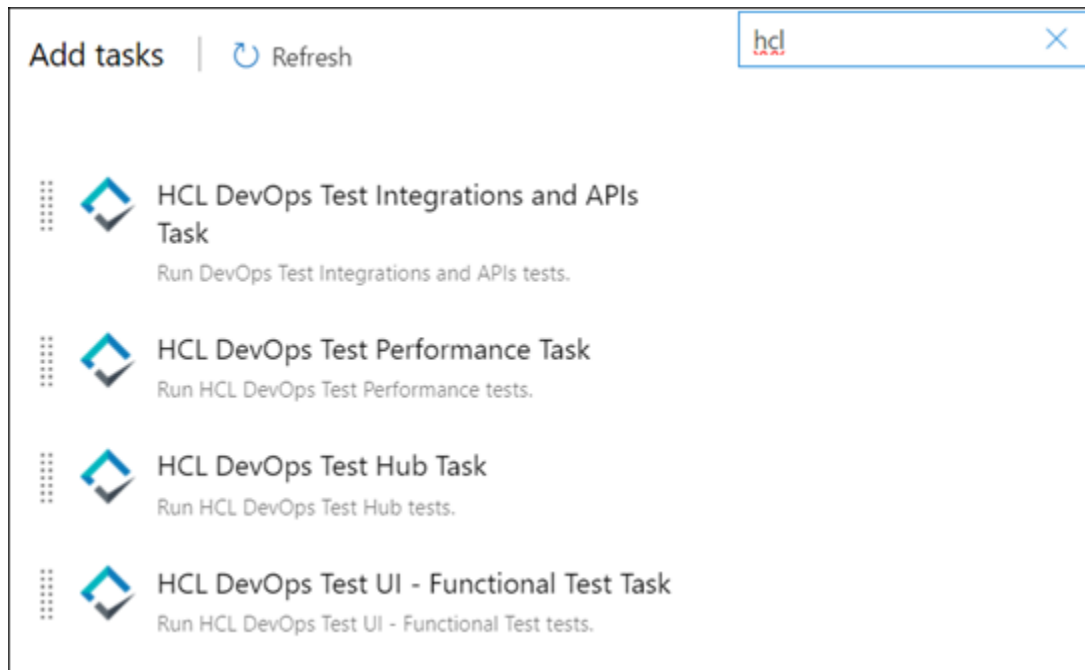 Add tasks
Refresh
hcl
HCL DevOps Test Integrations and APIs
Task
Run DevOps Test Integrations and APIs tests.
HCL DevOps Test Performance Task
Run HCL DevOps Test Performance tests.
HCL DevOps Test Hub Task
Run HCL DevOps Test Hub tests.
HCL DevOps Test UI - Functional Test Task
Run HCL DevOps Test UI - Functional Test tests.